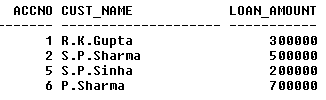 ACCNO CUST_NAME LOAN_AMOUNT
1 R.K.Gupta 300000
2 S.P.Sharma 500000
5 S.P.Sinha 200000
6 P.Sharma 700000